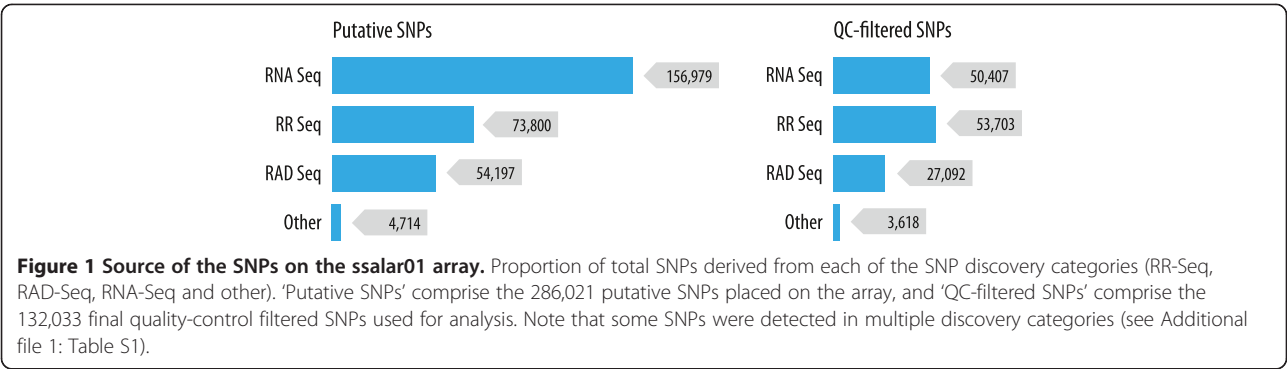 Putative SNPs
RNA Seq 156,979
RR Seq 73,800
RAD Seq 54,197
Other 4,714
QC-filtered SNPs
RNA Seq 50,407
RR Seq 53,703
RAD Seq 27,092
Other 3,618
Figure 1 Source of the SNPs on the ssalar01 array. Proportion of total SNPs derived from each of the SNP discovery categories (RR-Seq,
RAD-Seq, RNA-Seq and other). ‘Putative SNPs’ comprise the 286,021 putative SNPs placed on the array, and ‘QC-filtered SNPs’ comprise the
132,033 final quality-control filtered SNPs used for analysis. Note that some SNPs were detected in multiple discovery categories (see Additional
file 1: Table S1).